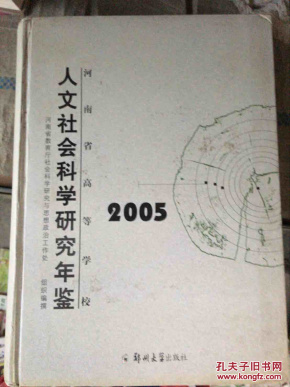 河南省高等学校
人文社会科学研究年鉴
2005
河南省教育厅社会科学研究与思想政治工作处
组织编撰
郑州大学出版社
孔夫子旧书网